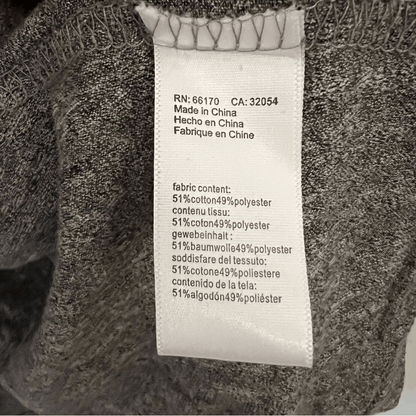 RN: 66170 CA: 32054
Made in China
Hecho en China
Fabrique en Chine
fabric content:
51%cotton49%polyester
contenu tissu:
51%coton49%polyester
gewebeinhalt :
51%baumwolle49%polyester
soddisfare del tessuto:
51%cotone49%poliestere
contenido de la tela:
51%algodón49%poliéster